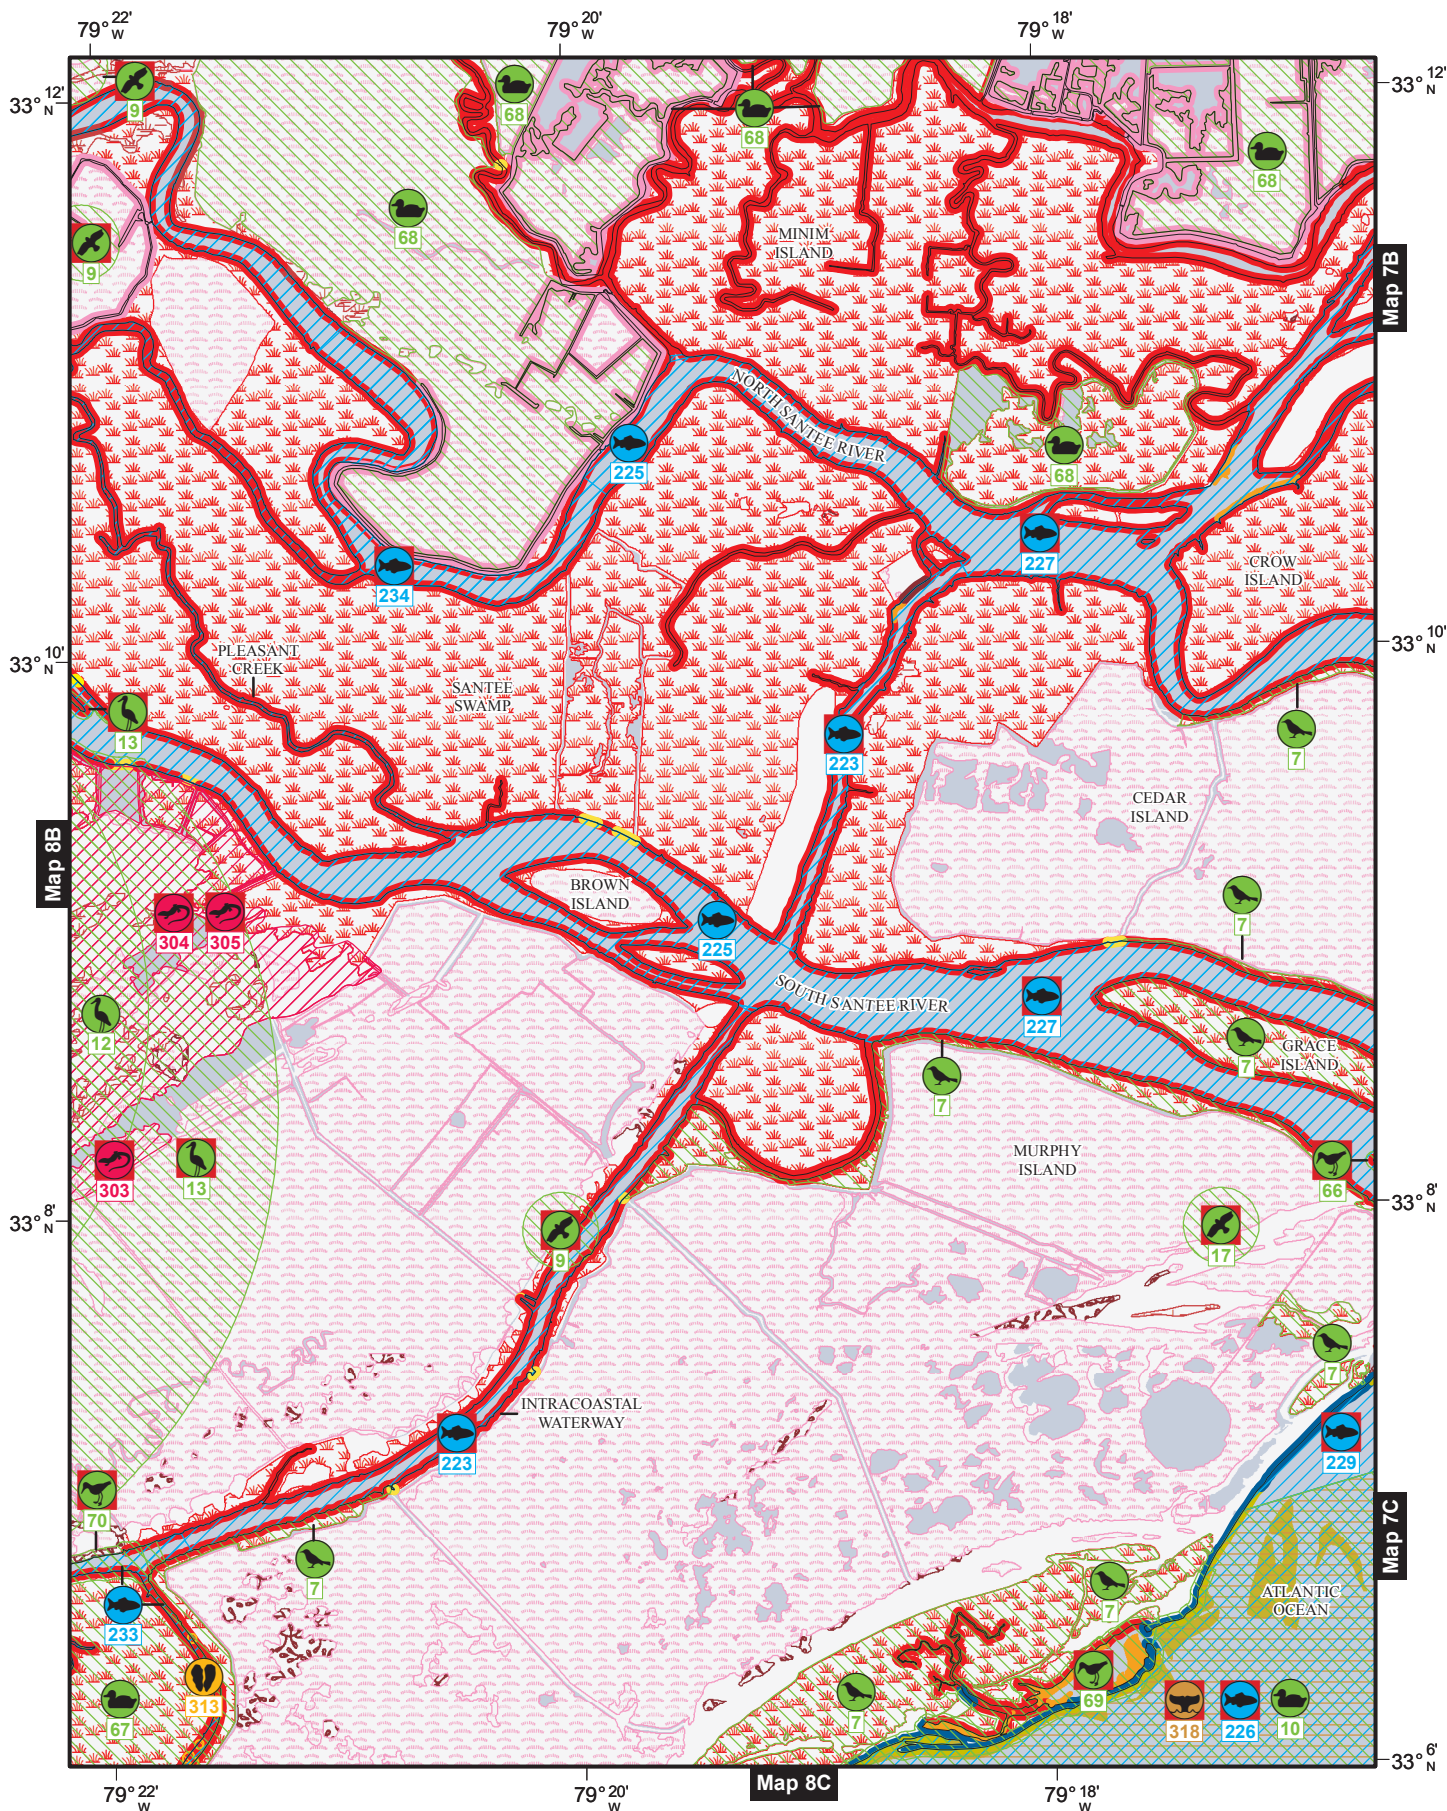 79° 22' W
79° 20' W
79° 18' W
33° 12' N
33° 12' N
9
68
68
68
68
9
MINIM
ISLAND
Map 7B
NORTH SANTEE RIVER
225
68
227
234
CROW
ISLAND
33° 10' N
33° 10' N
PLEASANT
CREEK
SANTEE
SWAMP
13
7
223
CEDAR
ISLAND
Map 8B
BROWN
ISLAND
7
304
305
225
SOUTH SANTEE RIVER
227
12
7
GRACE
ISLAND
7
MURPHY
ISLAND
303
13
66
33° 8' N
33° 8' N
9
17
7
INTRACOASTAL
WATERWAY
223
229
70
Map 7C
7
7
ATLANTIC
OCEAN
233
313
67
7
69
318
226
10
33° 6' N
Map 8C
79° 22' W
79° 20' W
79° 18' W